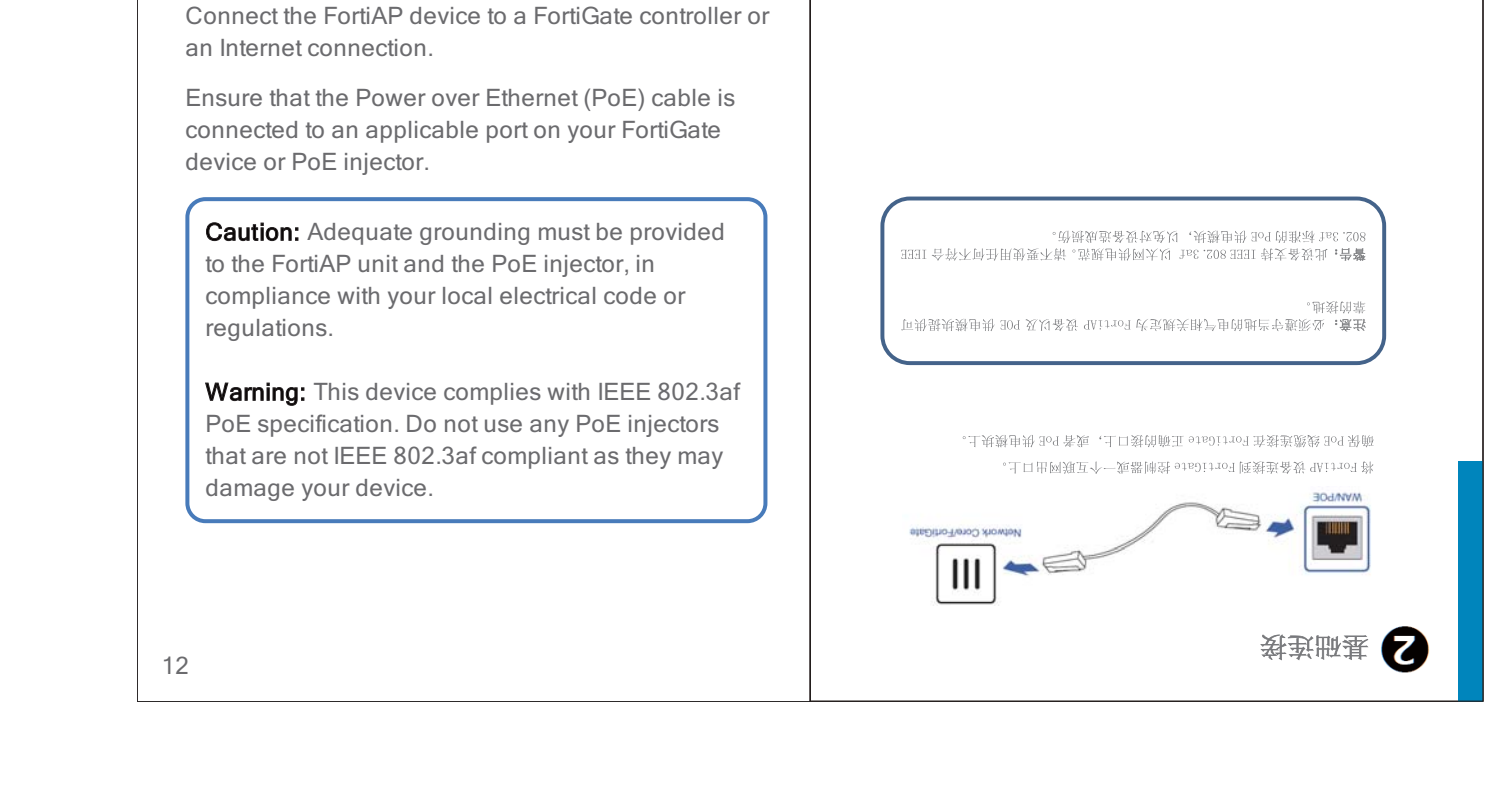 Connect the FortiAP device to a FortiGate controller or
an Internet connection.
Ensure that the Power over Ethernet (PoE) cable is
connected to an applicable port on your FortiGate
device or PoE injector.
Caution: Adequate grounding must be provided
to the FortiAP unit and the PoE injector, in
compliance with your local electrical code or
regulations.
Warning: This device complies with IEEE 802.3af
PoE specification. Do not use any PoE injectors
that are not IEEE 802.3af compliant as they may
damage your device.
12
2 基础连接
WAN/POE
Network Core/FortiGate
将 FortiAP 设备连接到 FortiGate 控制器或一个互联网出口上。
确保 PoE 线缆连接在 FortiGate 正确的接口上，或者 PoE 供电模块上。
注意： 必须遵守当地的电气相关规定为 FortiAP 设备以及 POE 供电模块提供可
靠的接地。
警告：此设备支持 IEEE 802.3af 以太网供电规范。请不要使用任何不符合 IEEE
802.3af 标准的 PoE 供电模块，以免对设备造成损伤。